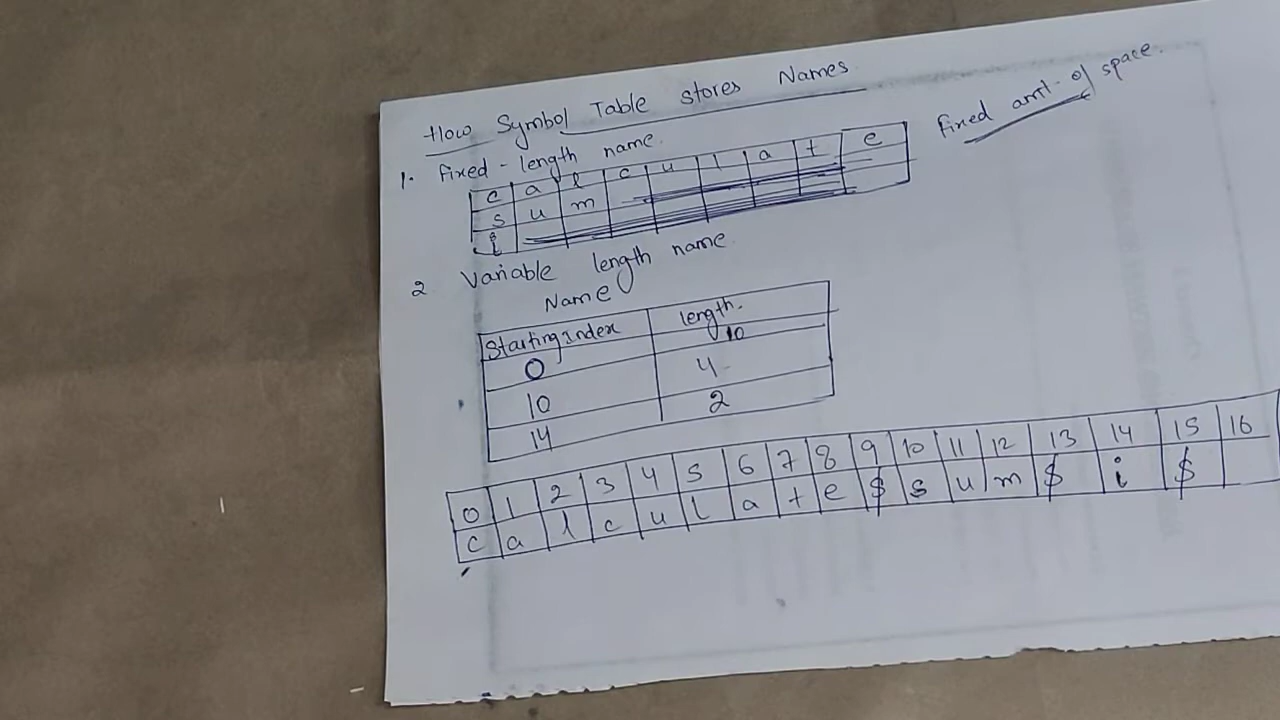 How Symbol Table stores Names
1. Fixed-length name.
fixed amt. of space.
c a l c u l a t e
s u m
i
2 Variable length name
Name
Starting Index length.
0 10
10 4
14 2
0 1 2 3 4 5 6 7 8 9 10 11 12 13 14 15 16
c a l c u l a t e $ s u m $ i $